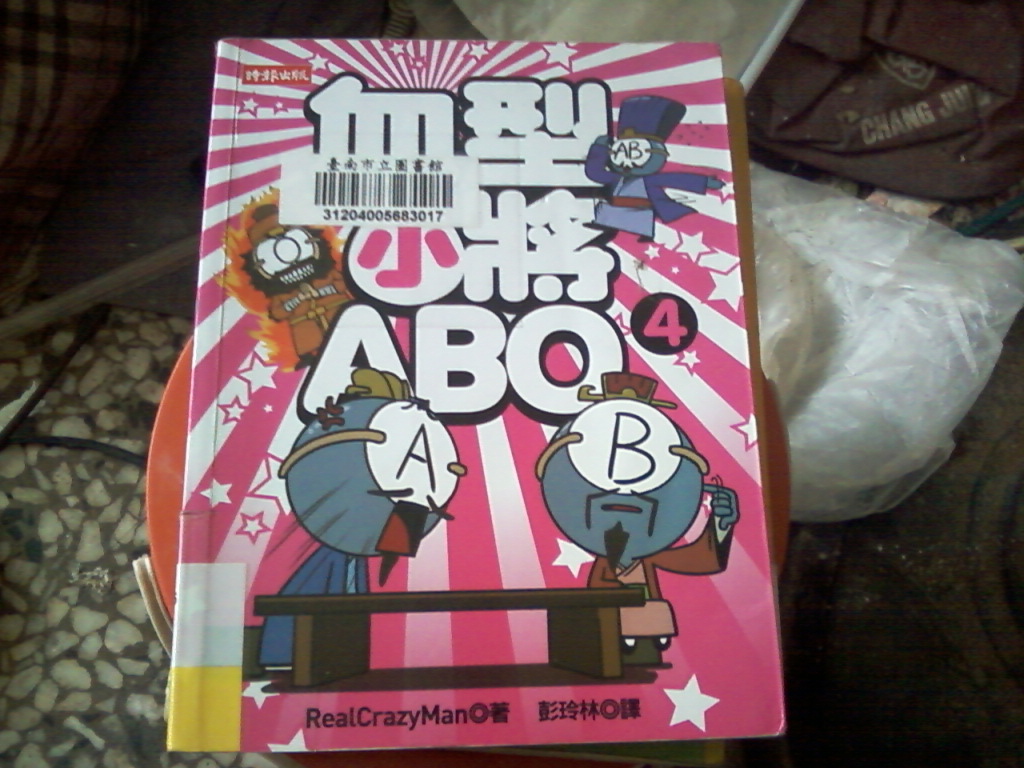 時報出版
血型
臺南市立圖書館
31204005683017
小將
ABO
4
AB
A
B
RealCrazyMan◎著 彭玲林◎譯
CHANG JU